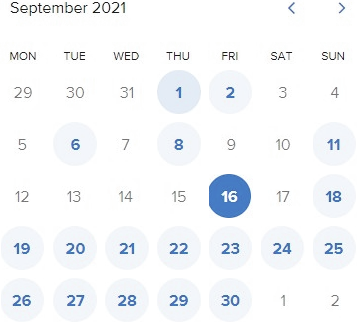 September 2021 < >
MON TUE WED THU FRI SAT SUN
29 30 31 1 2 3 4
5 6 7 8 9 10 11
12 13 14 15 16 17 18
19 20 21 22 23 24 25
26 27 28 29 30 1 2